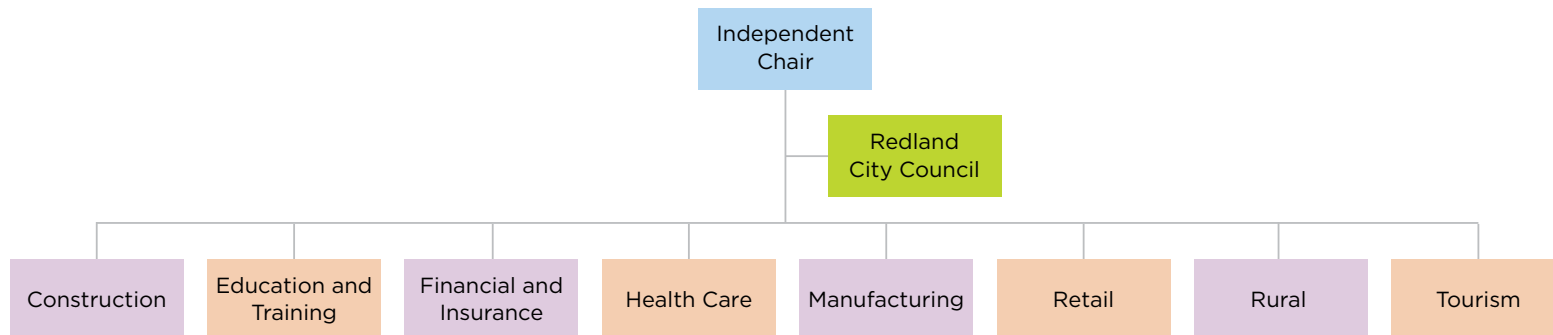 Independent
Chair
Redland
City Council
Construction
Education and
Training
Financial and
Insurance
Health Care
Manufacturing
Retail
Rural
Tourism